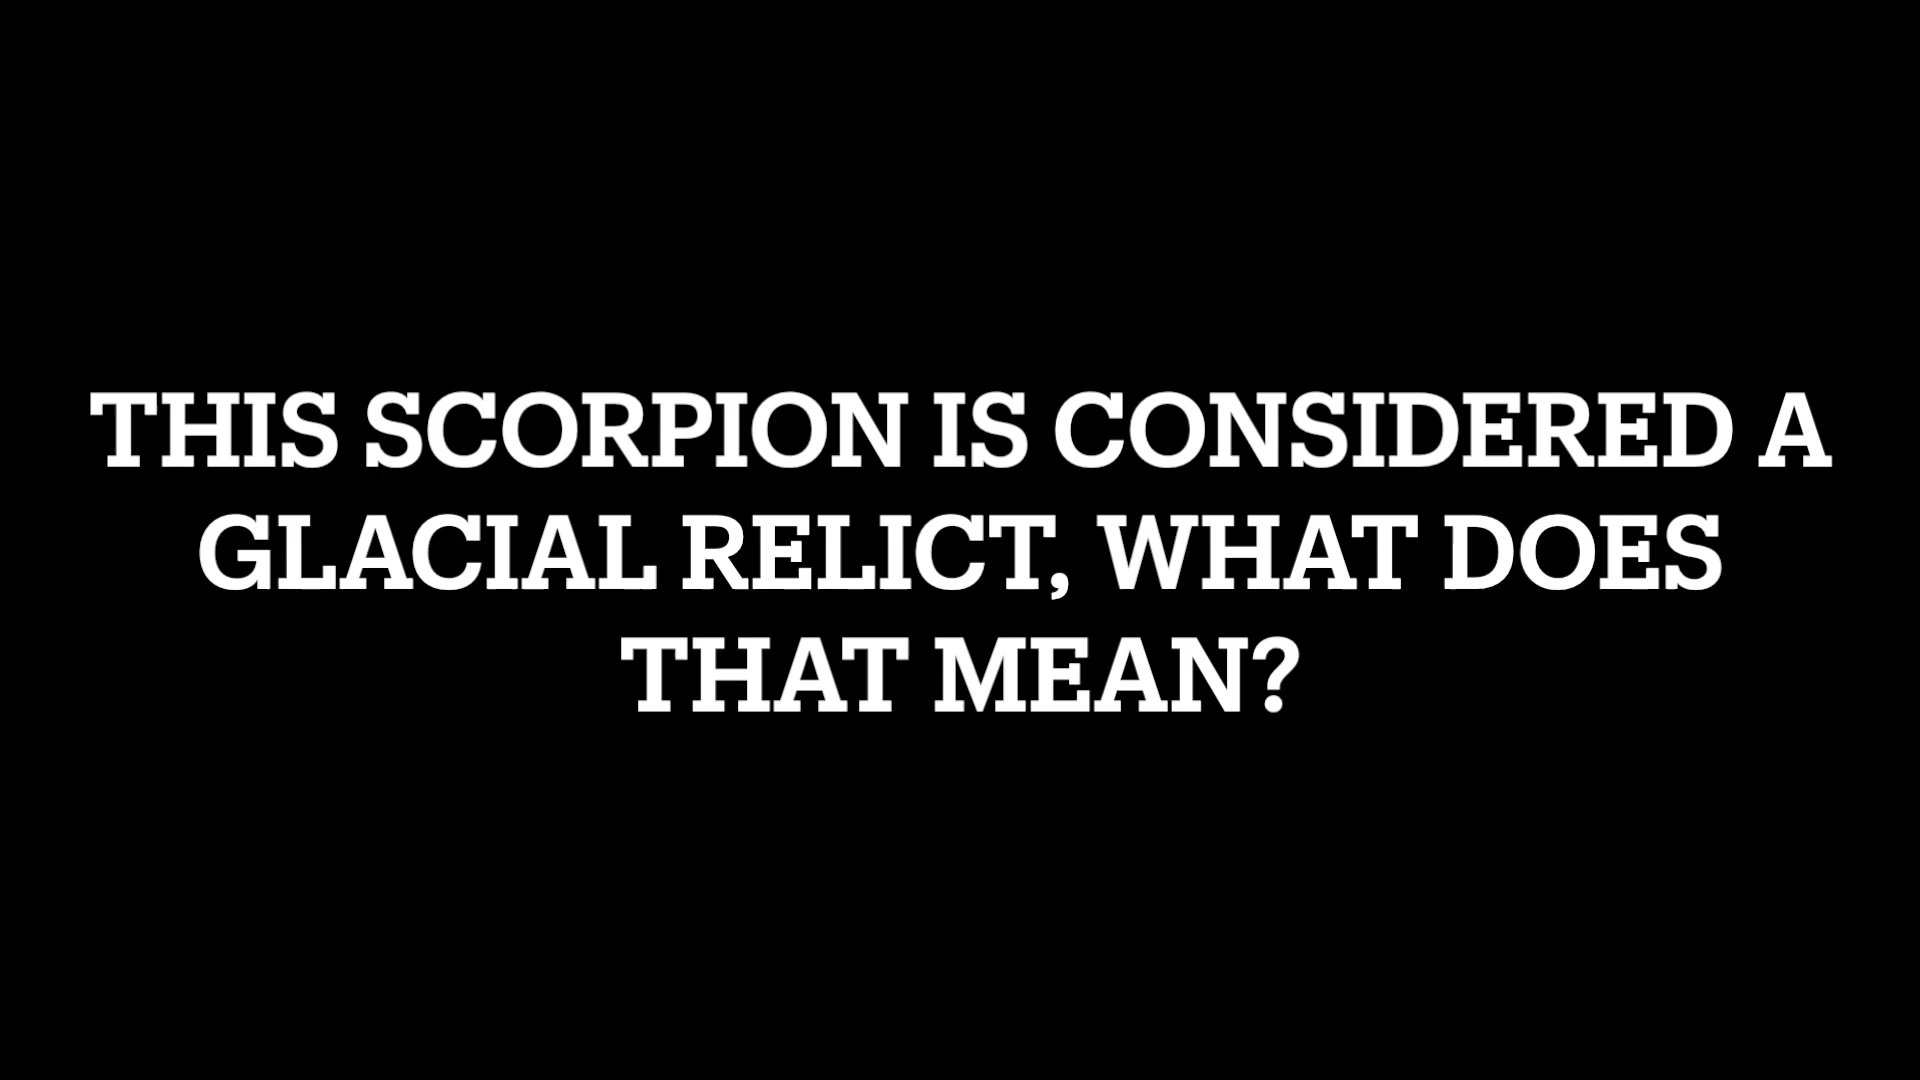 THIS SCORPION IS CONSIDERED A
GLACIAL RELICT, WHAT DOES
THAT MEAN?